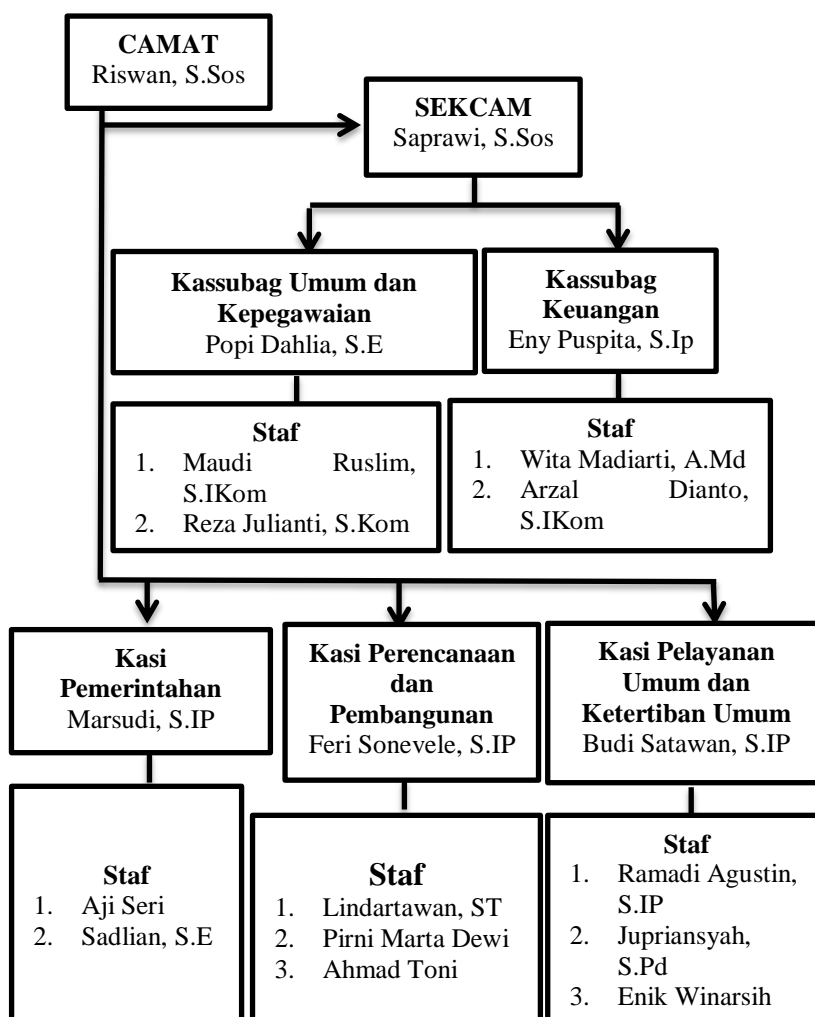 CAMAT
Riswan, S.Sos
SEKCAM
Saprawi, S.Sos
Kassubag Umum dan
Kepegawaian
Popi Dahlia, S.E
Kassubag
Keuangan
Eny Puspita, S.Ip
Staf
1. Maudi Ruslim,
S.IKom
2. Reza Julianti, S.Kom
Staf
1. Wita Madiarti, A.Md
2. Arzal Dianto,
S.IKom
Kasi
Pemerintahan
Marsudi, S.IP
Kasi Perencanaan
dan
Pembangunan
Feri Sonevele, S.IP
Kasi Pelayanan
Umum dan
Ketertiban Umum
Budi Satawan, S.IP
Staf
1. Aji Seri
2. Sadlian, S.E
Staf
1. Lindartawan, ST
2. Pirni Marta Dewi
3. Ahmad Toni
Staf
1. Ramadi Agustin,
S.IP
2. Jupriansyah,
S.Pd
3. Enik Winarsih